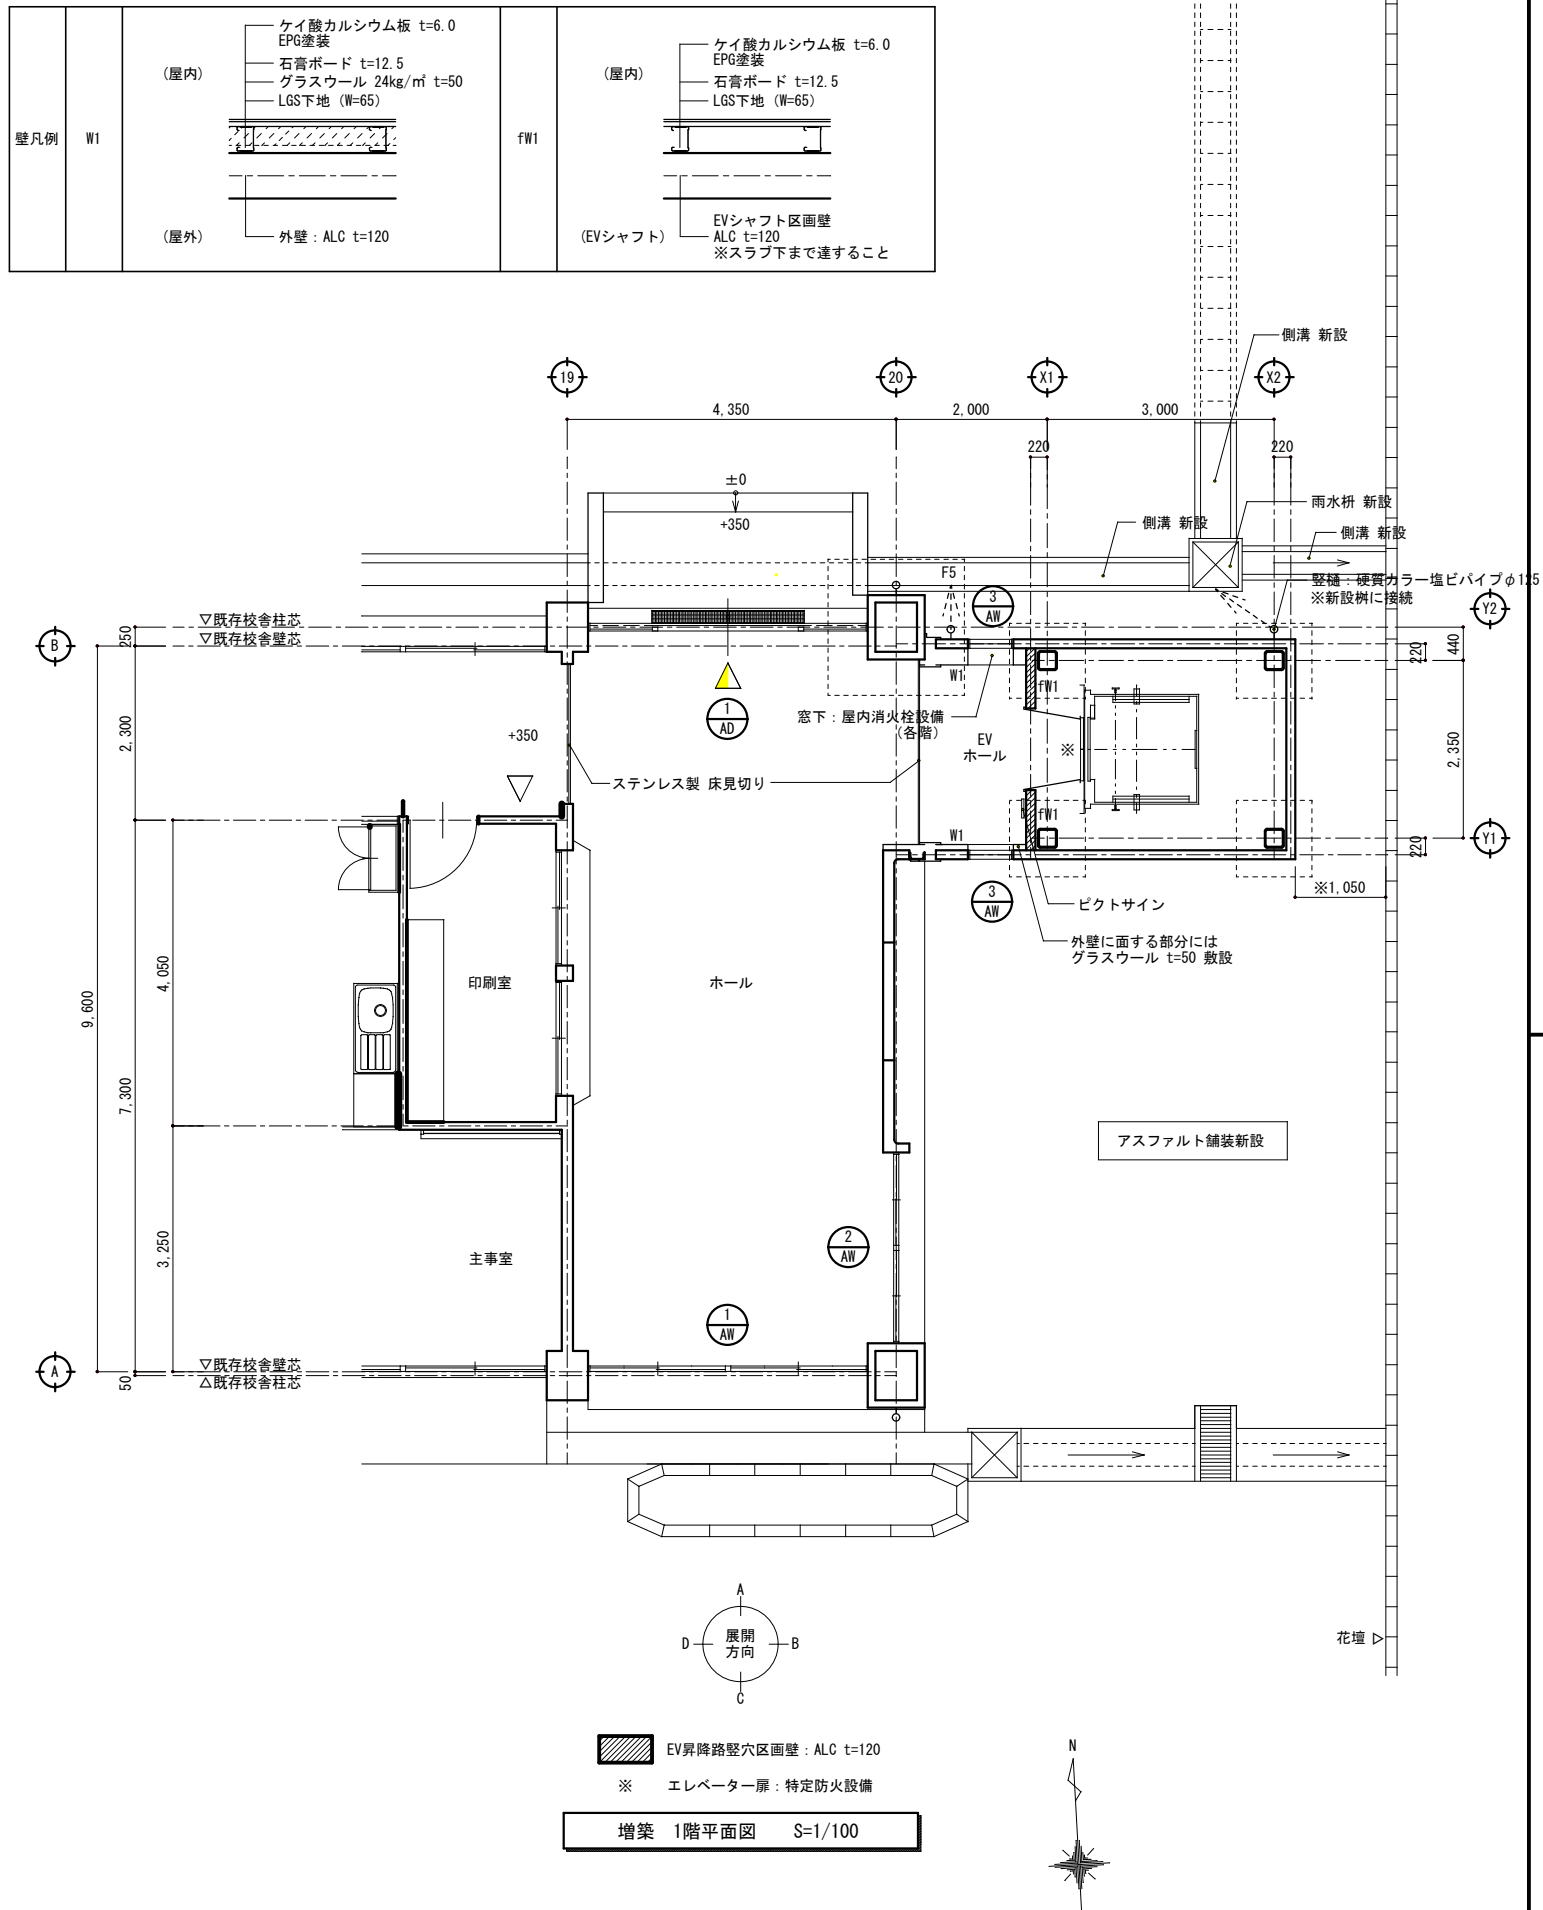 壁凡例
W1
(屋内)
ケイ酸カルシウム板 t=6.0
EPG塗装
石膏ボード t=12.5
グラスウール 24kg/㎥ t=50
LGS下地 (W=65)
(屋外)
外壁：ALC t=120
fW1
(屋内)
ケイ酸カルシウム板 t=6.0
EPG塗装
石膏ボード t=12.5
LGS下地 (W=65)
(EVシャフト)
EVシャフト区画壁
ALC t=120
※スラブ下まで達すること
側溝 新設
19
20
X1
X2
4,350
2,000
3,000
220
220
±0
+350
雨水枡 新設
側溝 新設
側溝 新設
F5
竪樋：硬質カラー塩ビパイプφ125
※新設桝に接続
3
AW
Y2
▽既存校舎柱芯
▽既存校舎壁芯
B
250
440
220
W1
fW1
1
AD
窓下：屋内消火栓設備
(各階)
2,300
+350
EV
ホール
※
2,350
ステンレス製 床見切り
fW1
W1
Y1
220
※1,050
3
AW
ピクトサイン
外壁に面する部分には
グラスウール t=50 敷設
4,050
印刷室
ホール
9,600
7,300
アスファルト舗装新設
3,250
主事室
2
AW
1
AW
A
▽既存校舎壁芯
△既存校舎柱芯
50
A
D
展開
方向
B
C
花壇
EV昇降路竪穴区画壁：ALC t=120
※
エレベーター扉：特定防火設備
N
増築 1階平面図 S=1/100